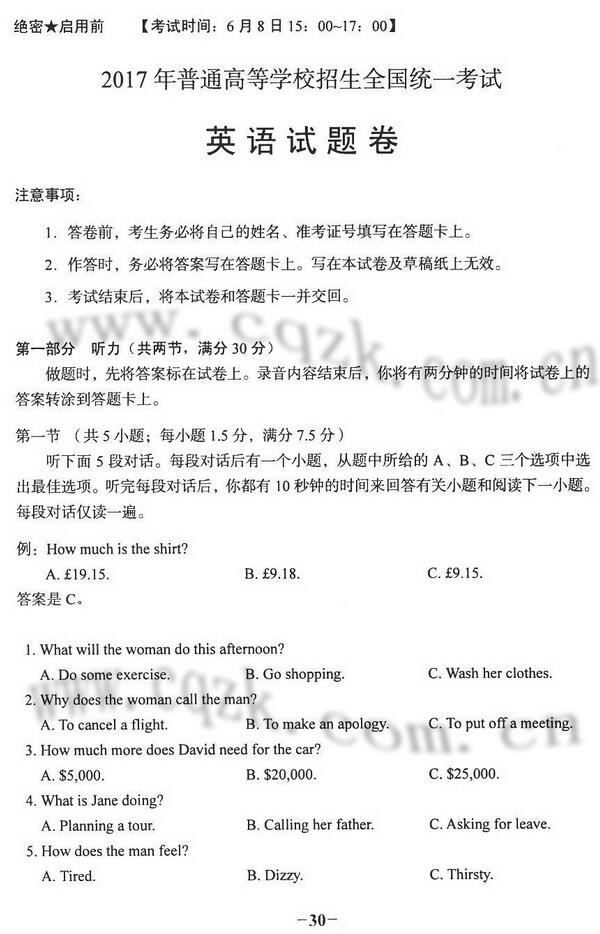 绝密★启用前 【考试时间：6 月 8 日 15：00~17：00】
2017 年普通高等学校招生全国统一考试
英语试题卷
注意事项：
1．答卷前，考生务必将自己的姓名、准考证号填写在答题卡上。
2．作答时，务必将答案写在答题卡上。写在本试卷及草稿纸上无效。
3．考试结束后，将本试卷和答题卡一并交回。
www.cqzk.com.cn
第一部分 听力（共两节，满分 30 分）
做题时，先将答案标在试卷上。录音内容结束后，你将有两分钟的时间将试卷上的
答案转涂到答题卡上。
第一节 （共 5 小题；每小题 1.5 分，满分 7.5 分）
听下面 5 段对话。每段对话后有一个小题，从题中所给的 A、B、C 三个选项中选
出最佳选项。听完每段对话后，你都有 10 秒钟的时间来回答有关小题和阅读下一小题。
每段对话仅读一遍。
例：How much is the shirt?
A. £19.15. B. £9.18. C. £9.15.
答案是 C。
1. What will the woman do this afternoon?
A. Do some exercise. B. Go shopping. C. Wash her clothes.
2. Why does the woman call the man?
A. To cancel a flight. B. To make an apology. C. To put off a meeting.
www.cqzk.com.cn
3. How much more does David need for the car?
A. $5,000. B. $20,000. C. $25,000.
4. What is Jane doing?
A. Planning a tour. B. Calling her father. C. Asking for leave.
5. How does the man feel?
A. Tired. B. Dizzy. C. Thirsty.
-30-